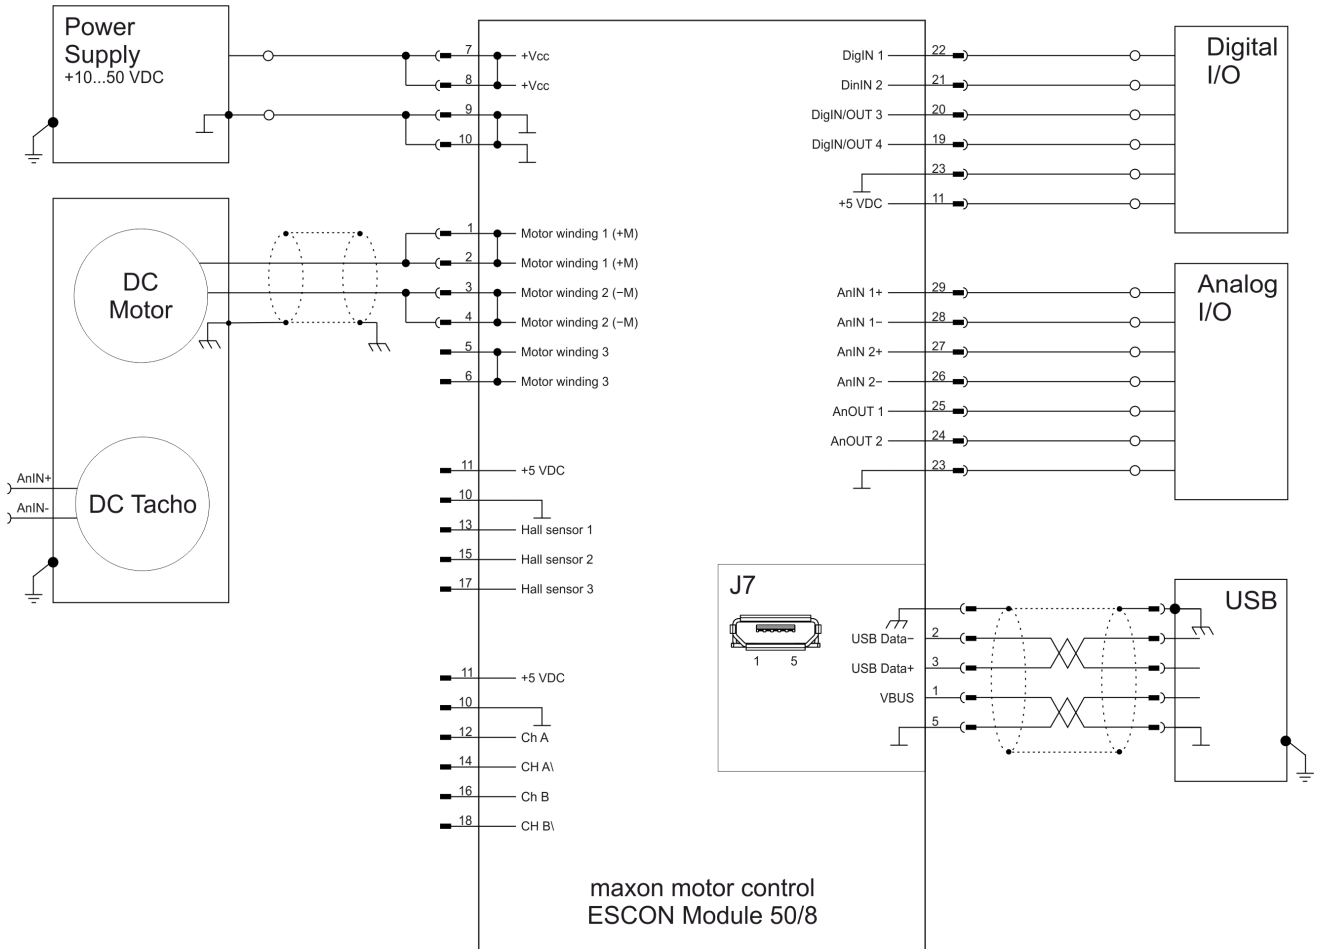 Power
Supply
+10...50 VDC
7 +Vcc
8 +Vcc
9
10
DC
Motor
1 Motor winding 1 (+M)
2 Motor winding 1 (+M)
3 Motor winding 2 (−M)
4 Motor winding 2 (−M)
5 Motor winding 3
6 Motor winding 3
AnIN+
AnIN-
DC Tacho
11 +5 VDC
10
13 Hall sensor 1
15 Hall sensor 2
17 Hall sensor 3
11 +5 VDC
10
12 Ch A
14 CH A\
16 Ch B
18 CH B\
DigIN 1 22
DinIN 2 21
DigIN/OUT 3 20
DigIN/OUT 4 19
23
+5 VDC 11
Digital
I/O
AnIN 1+ 29
AnIN 1− 28
AnIN 2+ 27
AnIN 2− 26
AnOUT 1 25
AnOUT 2 24
23
Analog
I/O
J7
1 5
USB Data− 2
USB Data+ 3
VBUS 1
5
USB
maxon motor control
ESCON Module 50/8